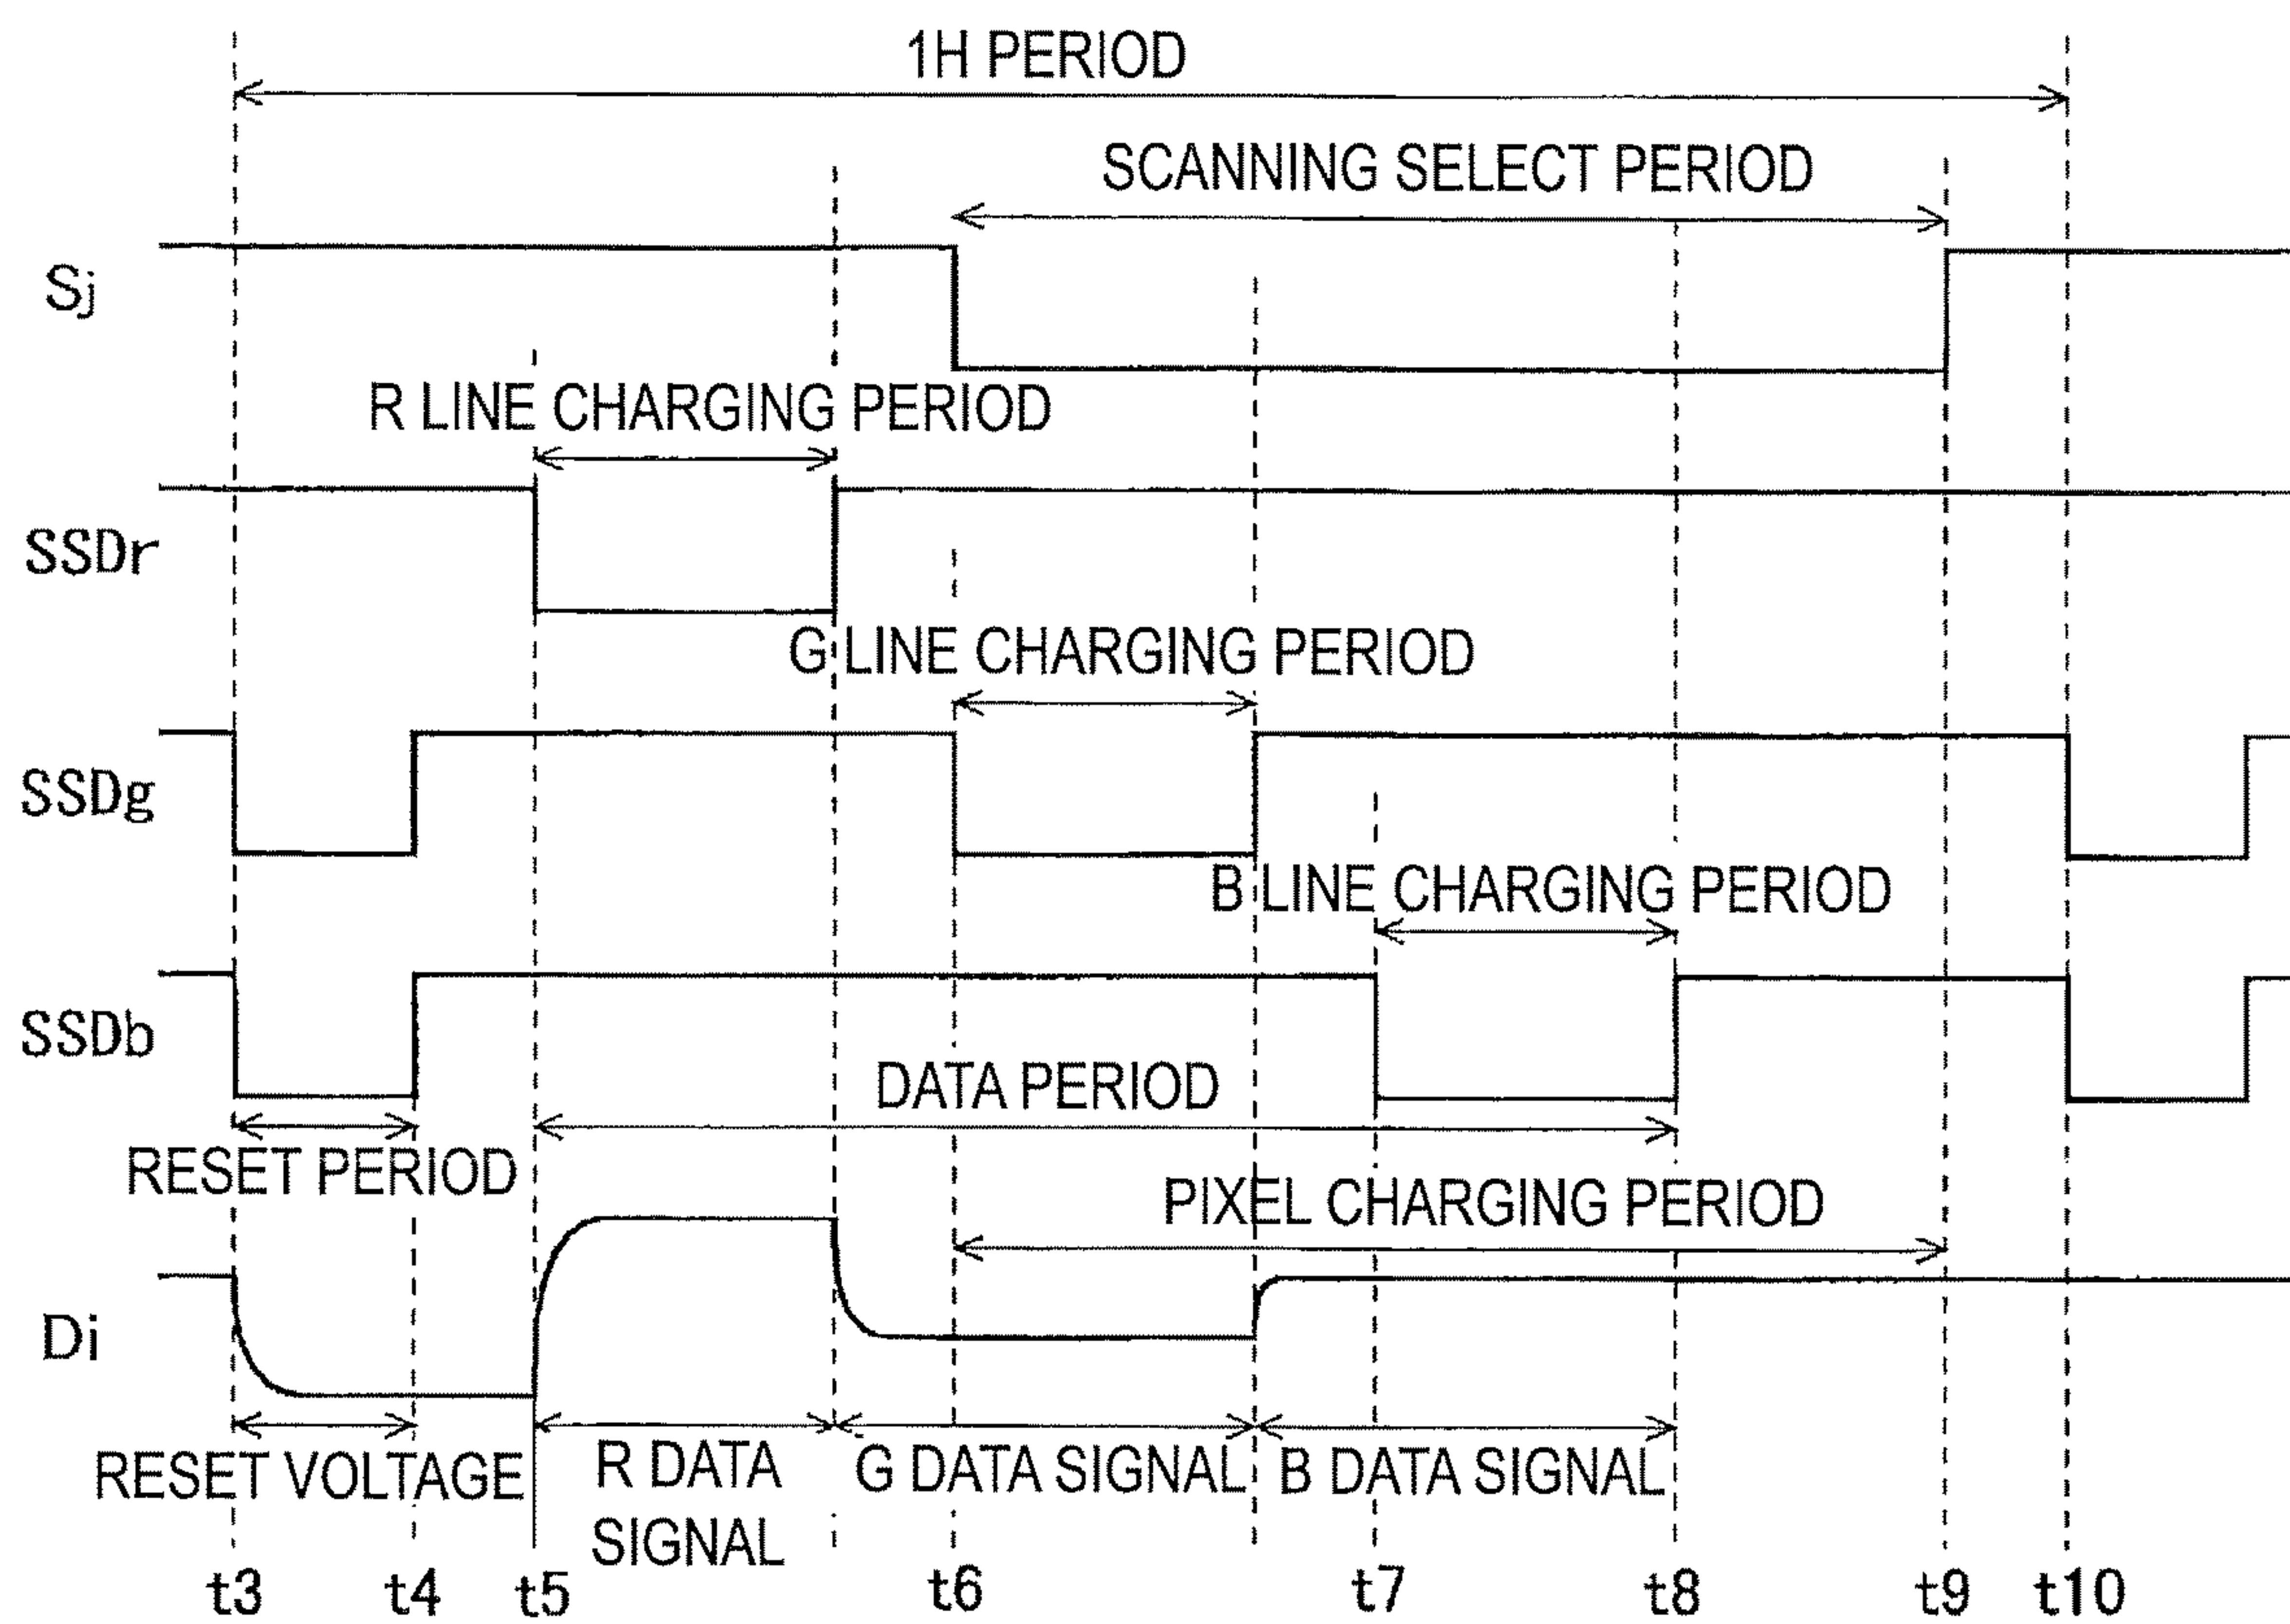 1H PERIOD
SCANNING SELECT PERIOD
Sj
R LINE CHARGING PERIOD
SSDr
G LINE CHARGING PERIOD
SSDg
B LINE CHARGING PERIOD
SSDb
DATA PERIOD
RESET PERIOD
PIXEL CHARGING PERIOD
Di
RESET VOLTAGE
R DATA
SIGNAL
G DATA SIGNAL
B DATA SIGNAL
t3 t4 t5 t6 t7 t8 t9 t10